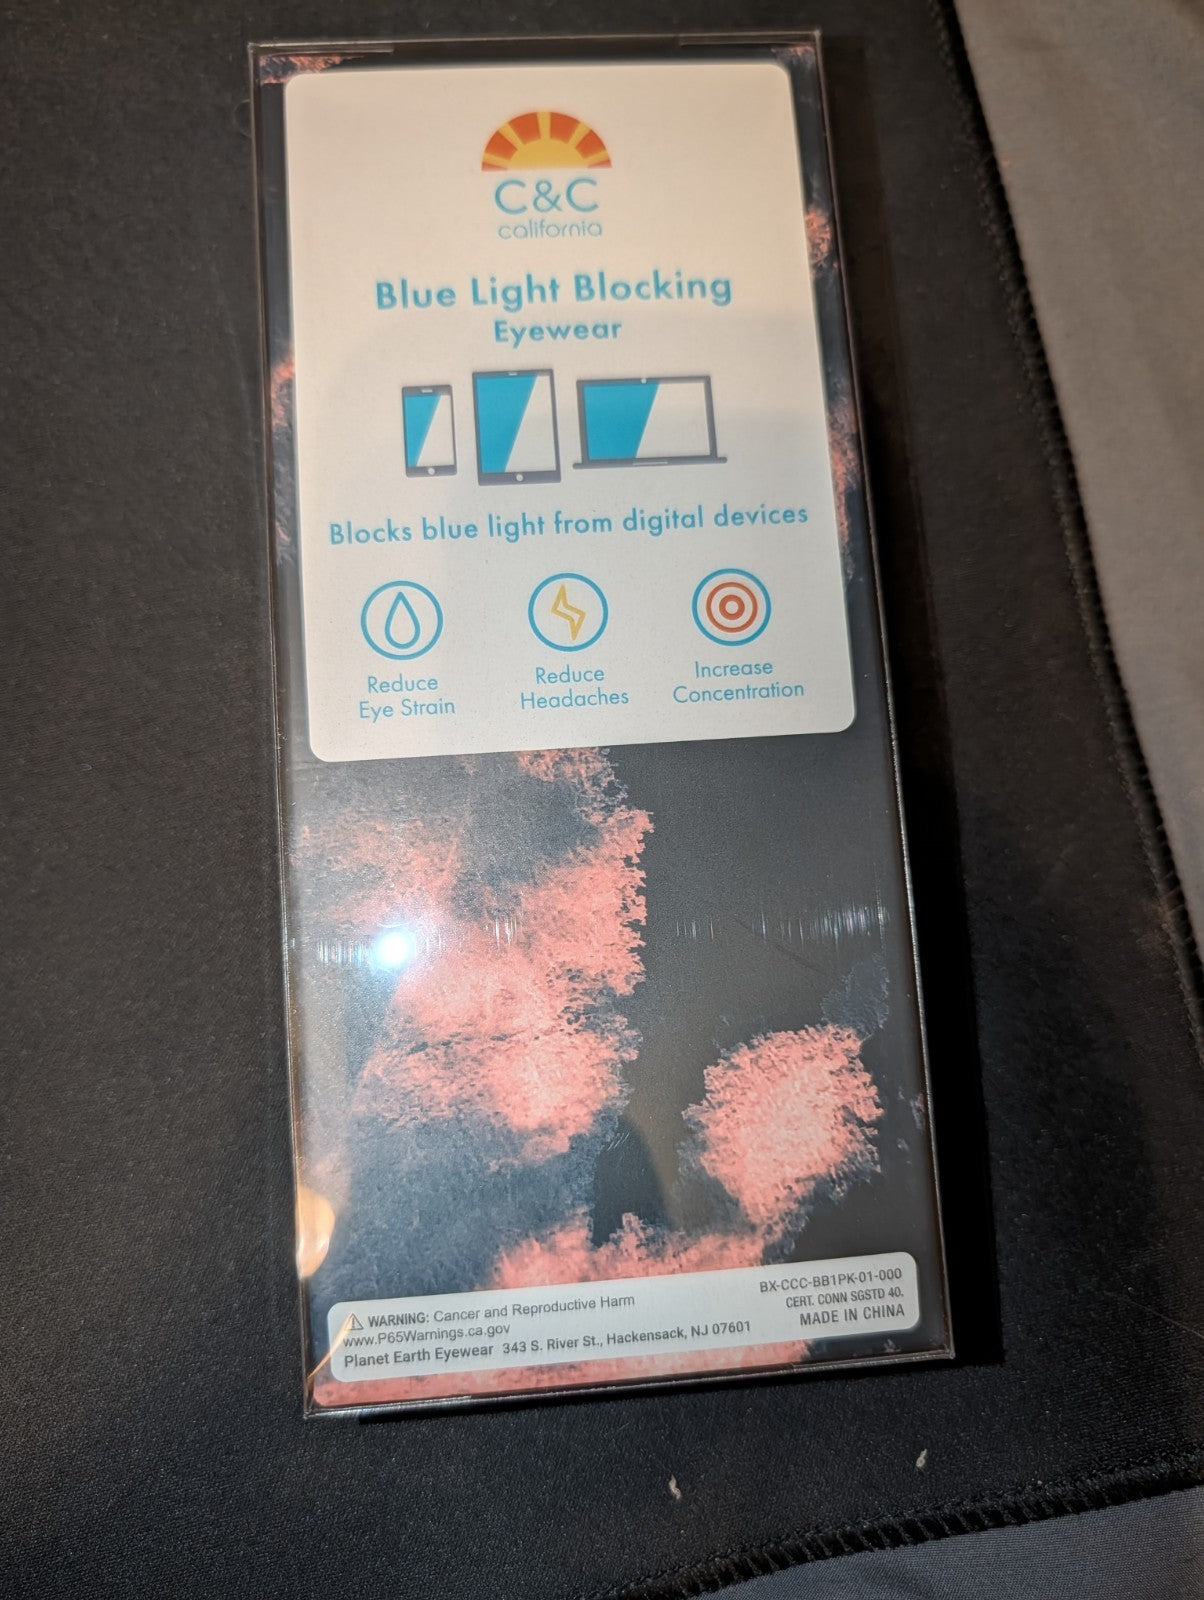 C&C
california
Blue Light Blocking
Eyewear
Blocks blue light from digital devices
Reduce
Eye Strain
Reduce
Headaches
Increase
Concentration
WARNING: Cancer and Reproductive Harm
www.P65Warnings.ca.gov
Planet Earth Eyewear 343 S. River St., Hackensack, NJ 07601
BX-CCC-BB1PK-01-000
CERT. CONN SGSTD 40.
MADE IN CHINA